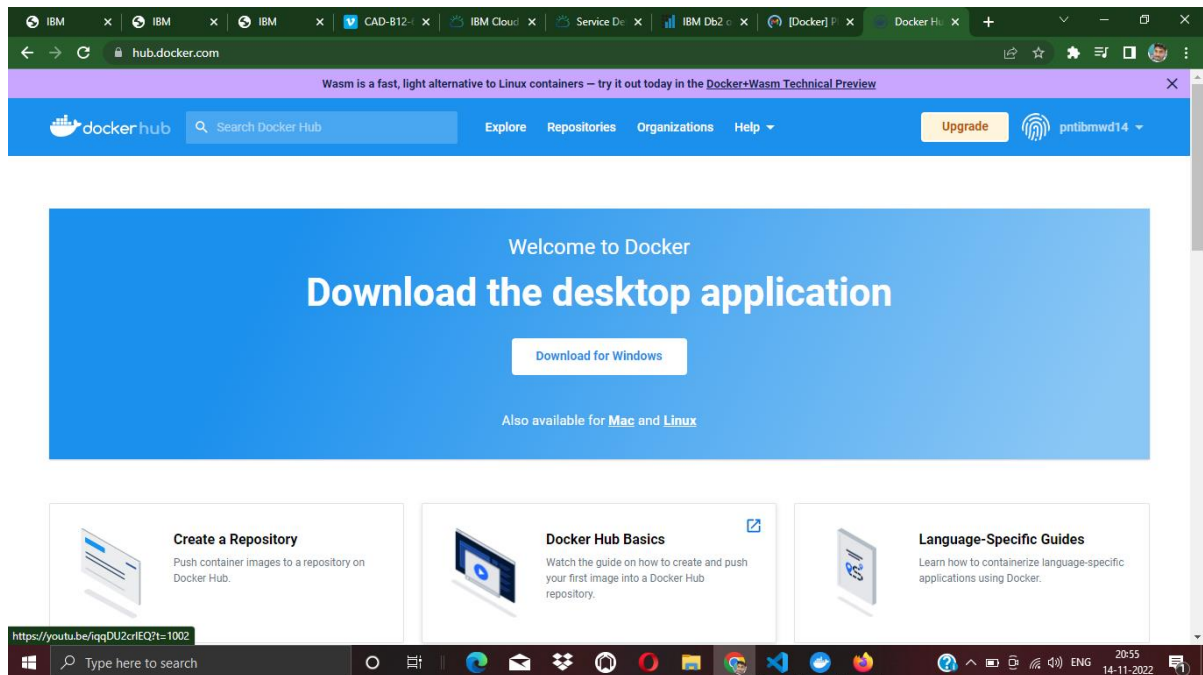 IBM
IBM
IBM
CAD-B12-
IBM Cloud
Service De
IBM Db2
[Docker] P
Docker Hu
hub.docker.com
Wasm is a fast, light alternative to Linux containers — try it out today in the Docker+Wasm Technical Preview
dockerhub
Search Docker Hub
Explore
Repositories
Organizations
Help
Upgrade
pntibmwd14
Welcome to Docker
Download the desktop application
Download for Windows
Also available for Mac and Linux
Create a Repository
Push container images to a repository on
Docker Hub.
Docker Hub Basics
Watch the guide on how to create and push
your first image into a Docker Hub
repository.
Language-Specific Guides
Learn how to containerize language-specific
applications using Docker.
https://youtu.be/iqqDU2crIEQ?t=1002
Type here to search
ENG
20:55
14-11-2022